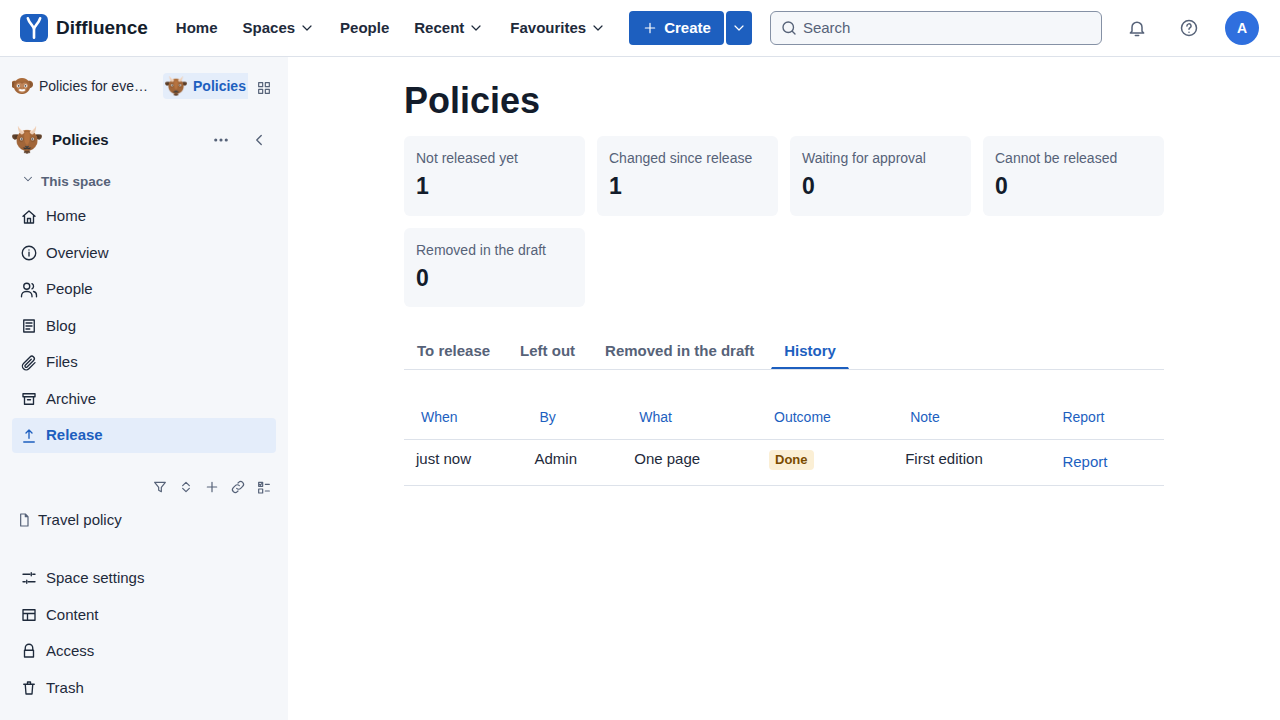 Diffluence Home Spaces People Recent Favourites Create Search A
Policies for eve… Policies
Policies
This space
Home
Overview
People
Blog
Files
Archive
Release
Travel policy
Space settings
Content
Access
Trash
Policies
Not released yet
1
Changed since release
1
Waiting for approval
0
Cannot be released
0
Removed in the draft
0
To release Left out Removed in the draft History
When By What Outcome Note Report
just now Admin One page Done First edition Report